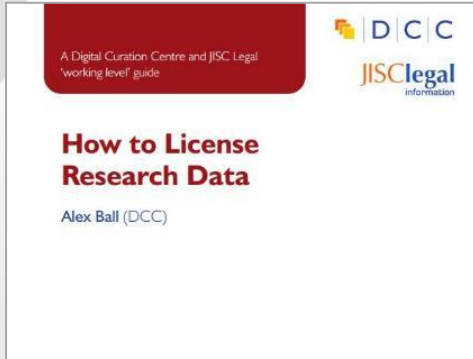 A Digital Curation Centre and JISC Legal
'working level' guide
D|C|C
JISClegal
information
How to License
Research Data
Alex Ball (DCC)